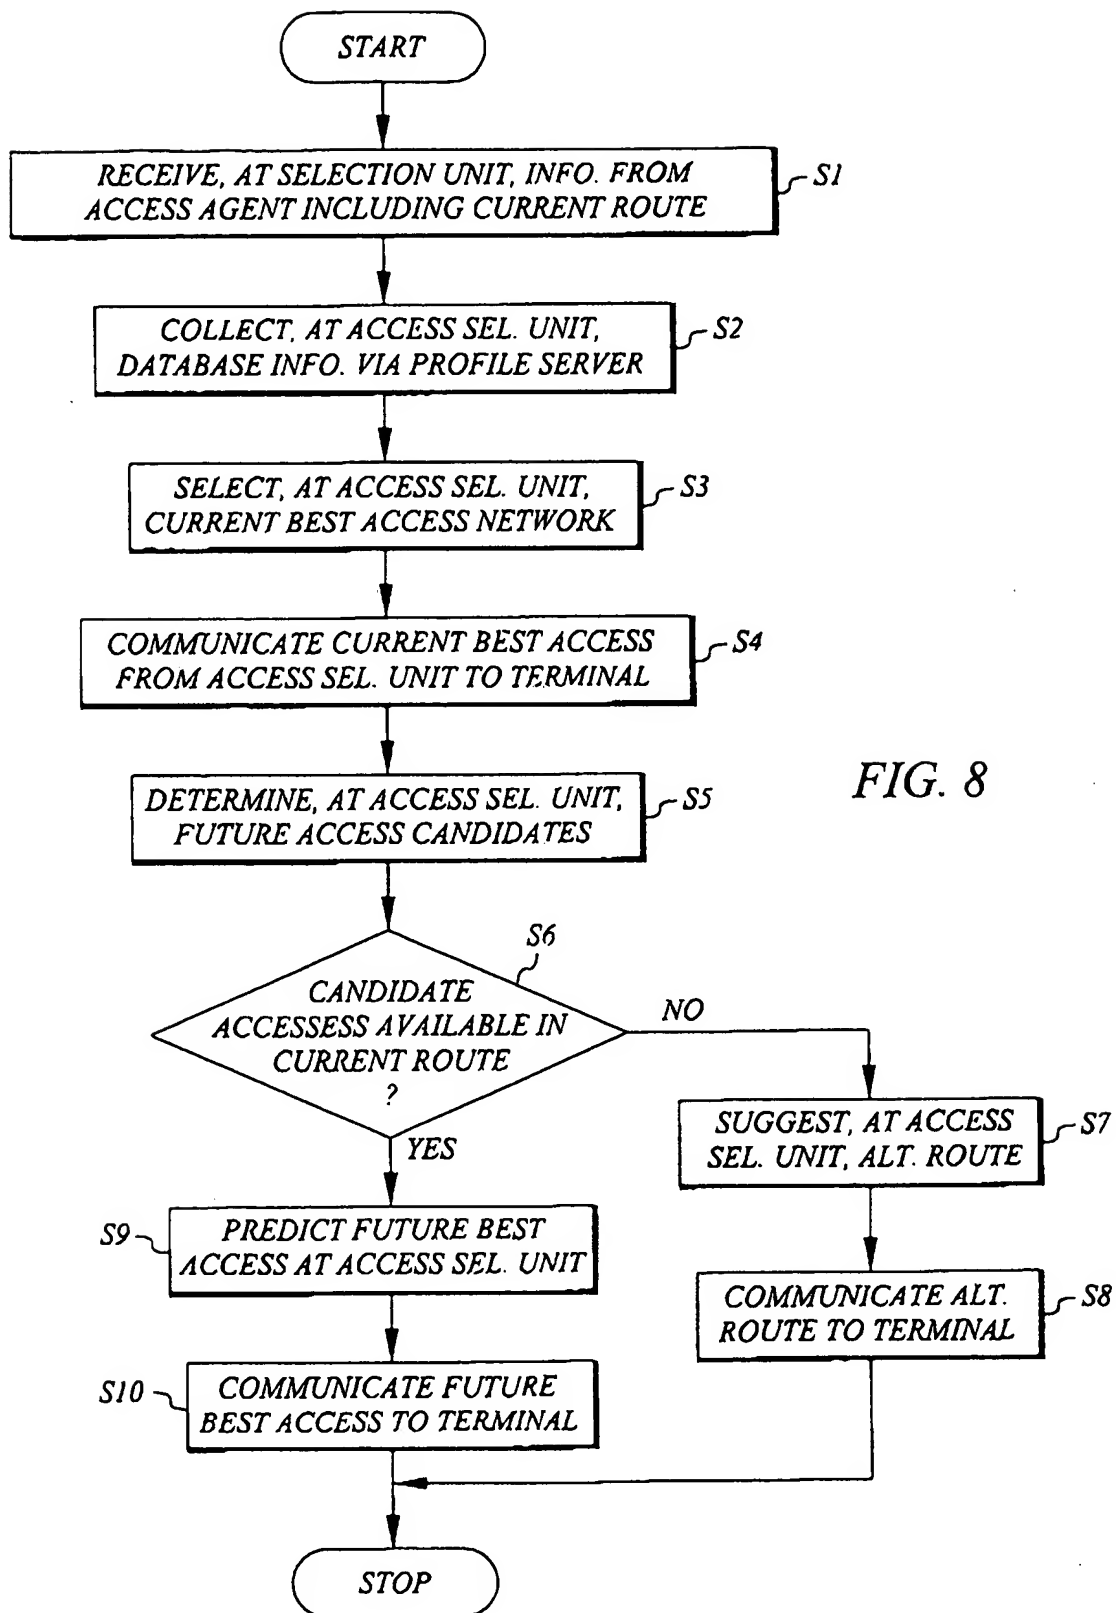 START
RECEIVE, AT SELECTION UNIT, INFO. FROM
ACCESS AGENT INCLUDING CURRENT ROUTE
S1
COLLECT, AT ACCESS SEL. UNIT,
DATABASE INFO. VIA PROFILE SERVER
S2
SELECT, AT ACCESS SEL. UNIT,
CURRENT BEST ACCESS NETWORK
S3
COMMUNICATE CURRENT BEST ACCESS
FROM ACCESS SEL. UNIT TO TERMINAL
S4
DETERMINE, AT ACCESS SEL. UNIT,
FUTURE ACCESS CANDIDATES
S5
FIG. 8
S6
CANDIDATE
ACCESSESS AVAILABLE IN
CURRENT ROUTE
?
NO
YES
SUGGEST, AT ACCESS
SEL. UNIT, ALT. ROUTE
S7
S9
PREDICT FUTURE BEST
ACCESS AT ACCESS SEL. UNIT
COMMUNICATE ALT.
ROUTE TO TERMINAL
S8
S10
COMMUNICATE FUTURE
BEST ACCESS TO TERMINAL
STOP